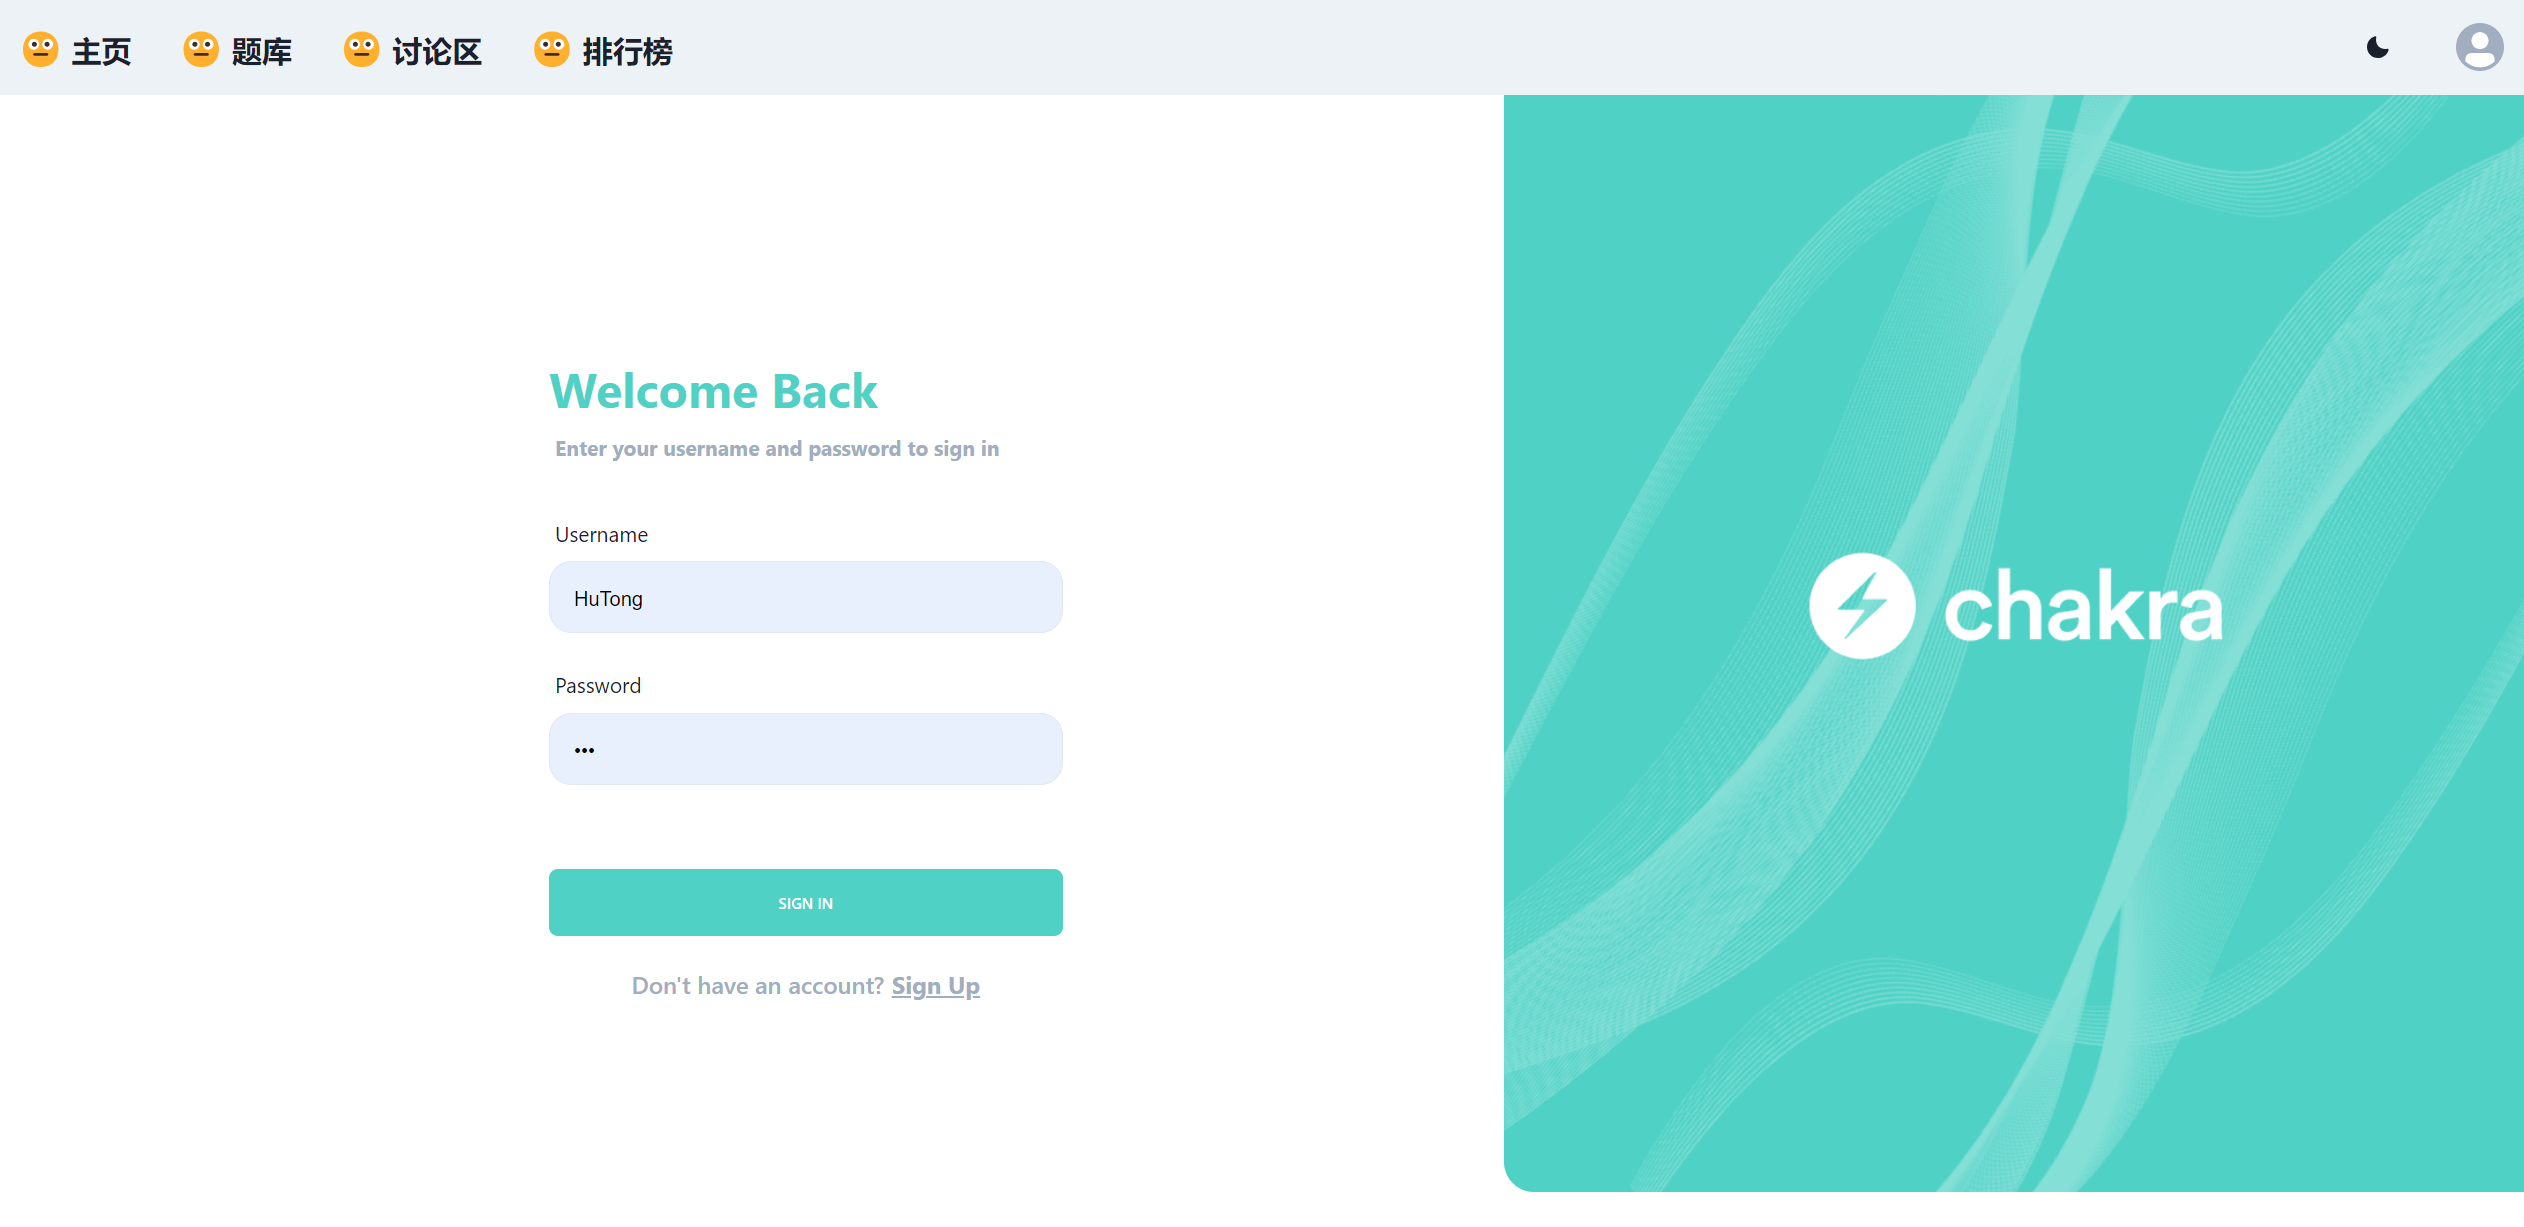 主页 题库 讨论区 排行榜
Welcome Back
Enter your username and password to sign in
Username
HuTong
Password
•••
SIGN IN
Don't have an account? Sign Up
chakra